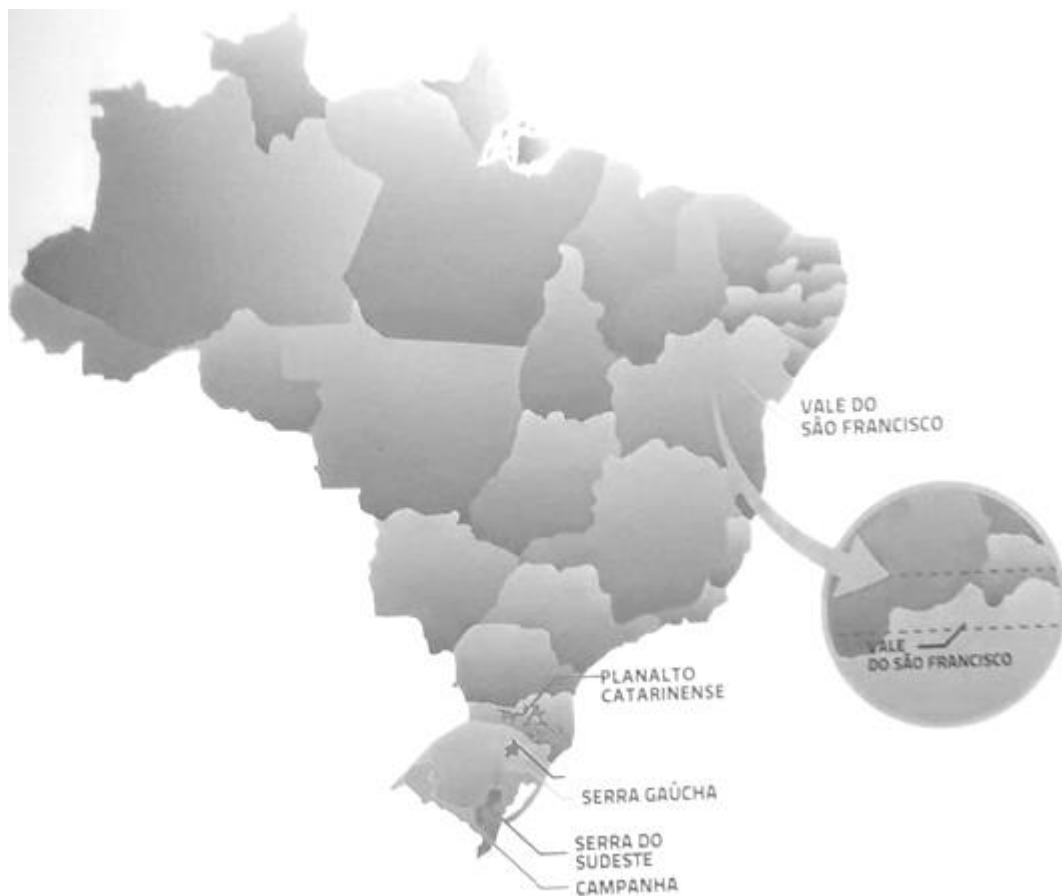 VALE DO
SÃO FRANCISCO
VALE
DO SÃO FRANCISCO
PLANALTO
CATARINENSE
SERRA GAÚCHA
SERRA DO
SUDESTE
CAMPANHA